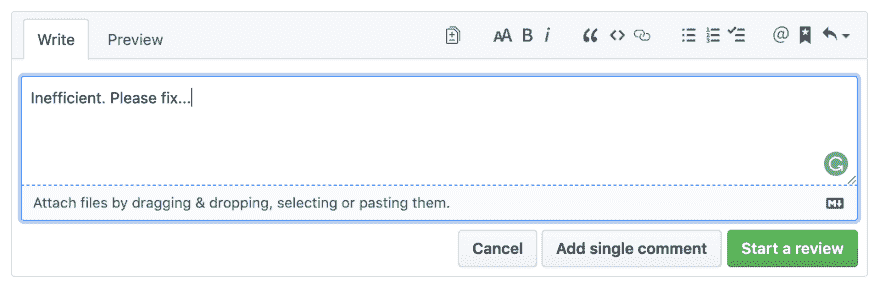 Write Preview AA B i @
Inefficient. Please fix...
Attach files by dragging & dropping, selecting or pasting them. M
Cancel Add single comment Start a review